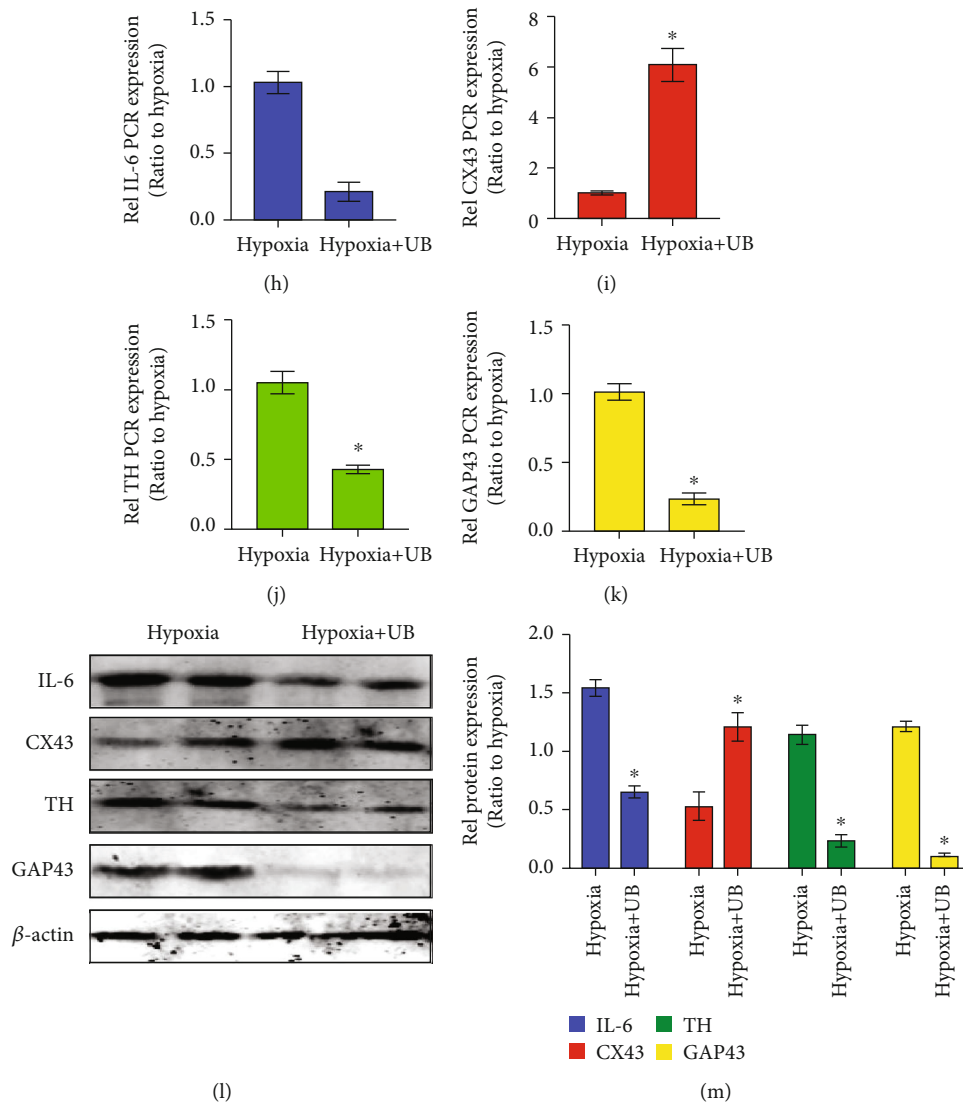 Rel IL-6 PCR expression
(Ratio to hypoxia)
1.5
1.0
0.5
0.0
Hypoxia Hypoxia+UB
(h)
Rel CX43 PCR expression
(Ratio to hypoxia)
8
6
4
2
0
*
Hypoxia Hypoxia+UB
(i)
Rel TH PCR expression
(Ratio to hypoxia)
1.5
1.0
0.5
0.0
*
Hypoxia Hypoxia+UB
(j)
Rel GAP43 PCR expression
(Ratio to hypoxia)
1.5
1.0
0.5
0.0
*
Hypoxia Hypoxia+UB
(k)
Hypoxia Hypoxia+UB
IL-6
CX43
TH
GAP43
β-actin
(l)
Rel protein expression
(Ratio to hypoxia)
2.0
1.5
1.0
0.5
0.0
* * * *
Hypoxia Hypoxia+UB Hypoxia Hypoxia+UB Hypoxia Hypoxia+UB Hypoxia Hypoxia+UB
IL-6 TH
CX43 GAP43
(m)